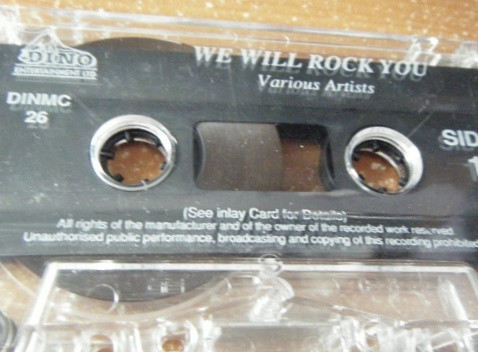 DINO
ENTERTAINMENT LTD
WE WILL ROCK YOU
Various Artists
DINMC
26
SID
1
(See inlay Card for Details)
All rights of the manufacturer and of the owner of the recorded work reserved
Unauthorised public performance, broadcasting and copying of this recording prohibited